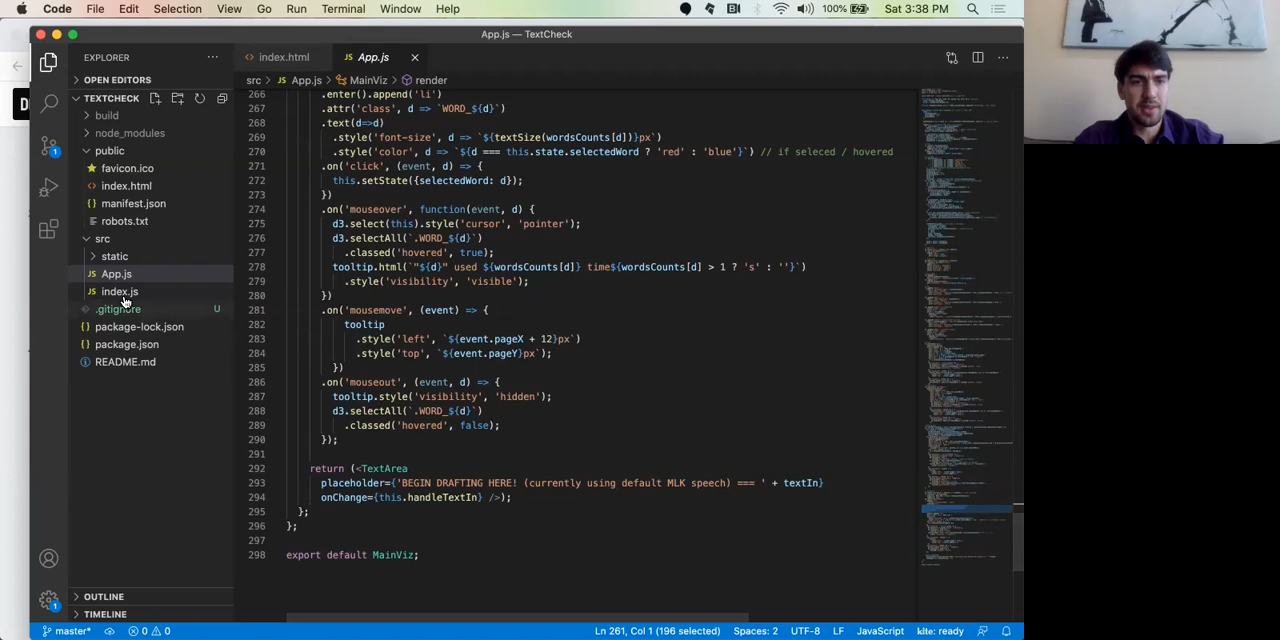 Code File Edit Selection View Go Run Terminal Window Help 100% Sat 3:38 PM
App.js — TextCheck
EXPLORER
index.html
App.js
OPEN EDITORS
src > App.js > MainViz > render
TEXTCHECK
build
node_modules
public
favicon.ico
index.html
manifest.json
robots.txt
src
static
App.js
index.js
.gitignore U
package-lock.json
package.json
README.md
OUTLINE
TIMELINE
266 .enter().append('li')
267 .attr('class', d => `WORD_${d}`)
268 .text(d=>d)
269 .style('font-size', d => `${textSize(wordsCounts[d])}px`)
270 .style('color', d => `${d === this.state.selectedWord ? 'red' : 'blue'}`) // if seleced / hovered
271 .on('click', (event, d) => {
272 this.setState({selectedWord: d});
273 })
274 .on('mouseover', function(event, d) {
275 d3.select(this).style('cursor', 'pointer');
276 d3.selectAll(`.WORD_${d}`)
277 .classed('hovered', true);
278 tooltip.html(`"${d}" used ${wordsCounts[d]} time${wordsCounts[d] > 1 ? 's' : ''}`)
279 .style('visibility', 'visible');
280 })
281 .on('mousemove', (event) => {
282 tooltip
283 .style('left', `${event.pageX + 12}px`)
284 .style('top', `${event.pageY}px`);
285 })
286 .on('mouseout', (event, d) => {
287 tooltip.style('visibility', 'hidden');
288 d3.selectAll(`.WORD_${d}`)
289 .classed('hovered', false);
290 });
291
292 return (<TextArea
293 placeholder={'BEGIN DRAFTING HERE! (currently using default MLK speech) === ' + textIn}
294 onChange={this.handleTextIn} />);
295 };
296 };
297
298 export default MainViz;
master* 0 0 Ln 261, Col 1 (196 selected) Spaces: 2 UTF-8 LF JavaScript kite: ready